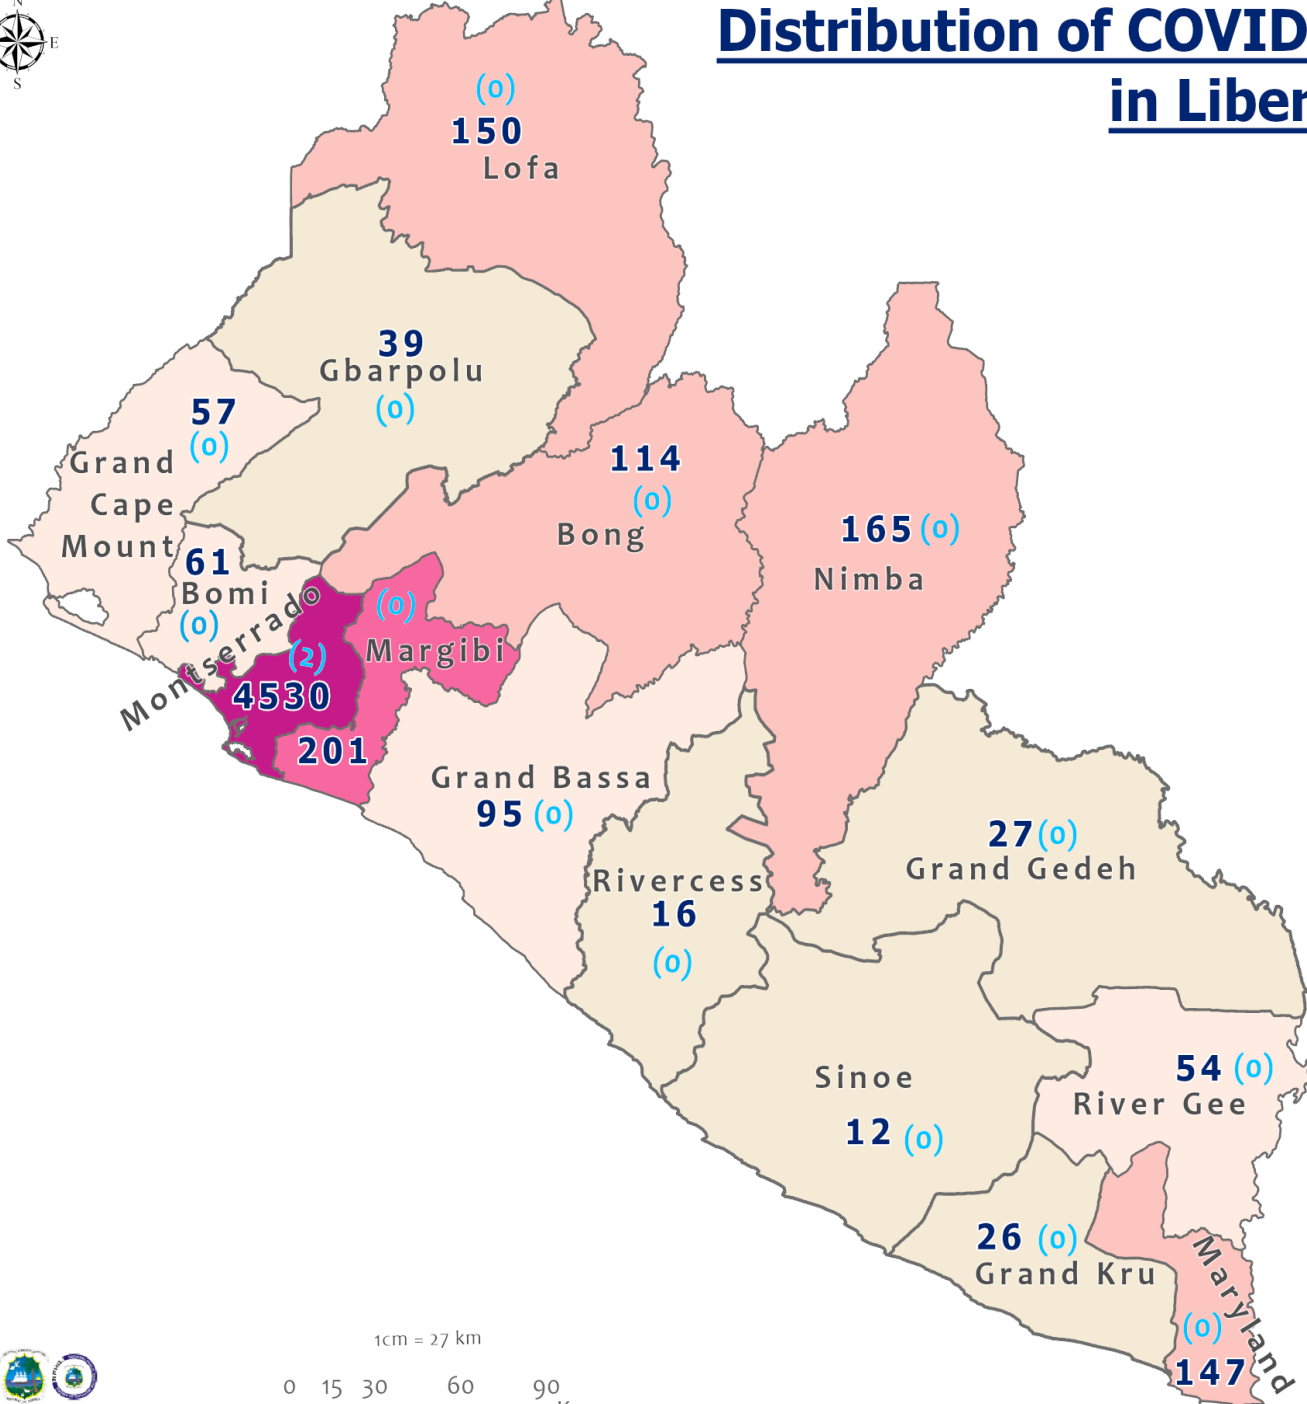 N
E
S
Distribution of COVID
in Liber
(0)
150
Lofa
39
Gbarpolu
(0)
57
(0)
Grand
Cape
Mount
114
(0)
Bong
165 (0)
Nimba
61
Bomi
(0)
Montserrado
(2)
4530
(0)
Margibi
201
Grand Bassa
95 (0)
27 (0)
Grand Gedeh
Rivercess
16
(0)
Sinoe
12 (0)
54 (0)
River Gee
26 (0)
Grand Kru
Maryland
(0)
147
1cm = 27 km
0 15 30 60 90